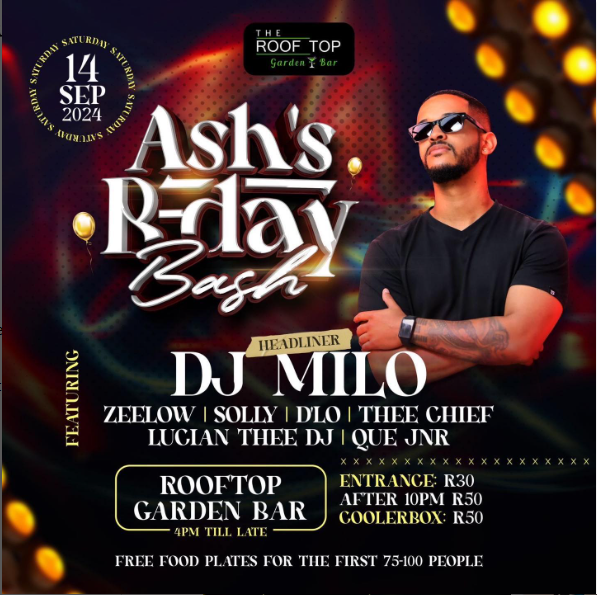 THE
ROOF TOP
Garden Bar
SATURDAY SATURDAY SATURDAY SATURDAY SATURDAY SATURDAY
14
SEP
2024
Ash's
B-day
Bash
HEADLINER
DJ MILO
FEATURING
ZEELOW | SOLLY | D'LO | THEE CHIEF
LUCIAN THEE DJ | QUE JNR
X X X X X X X X X X X X X X X X X X X X X
ROOFTOP
GARDEN BAR
4PM TILL LATE
ENTRANCE: R30
AFTER 10PM R50
COOLERBOX: R50
FREE FOOD PLATES FOR THE FIRST 75-100 PEOPLE